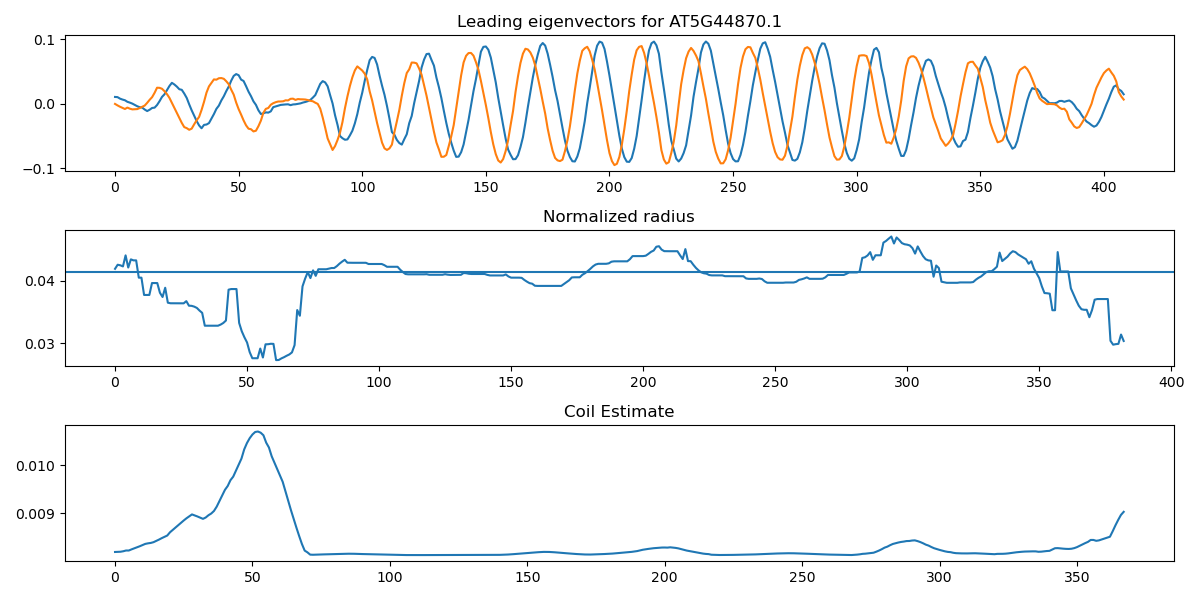 Leading eigenvectors for AT5G44870.1
0.1
0.0
−0.1
0 50 100 150 200 250 300 350 400
Normalized radius
0.04
0.03
0 50 100 150 200 250 300 350 400
Coil Estimate
0.010
0.009
0 50 100 150 200 250 300 350